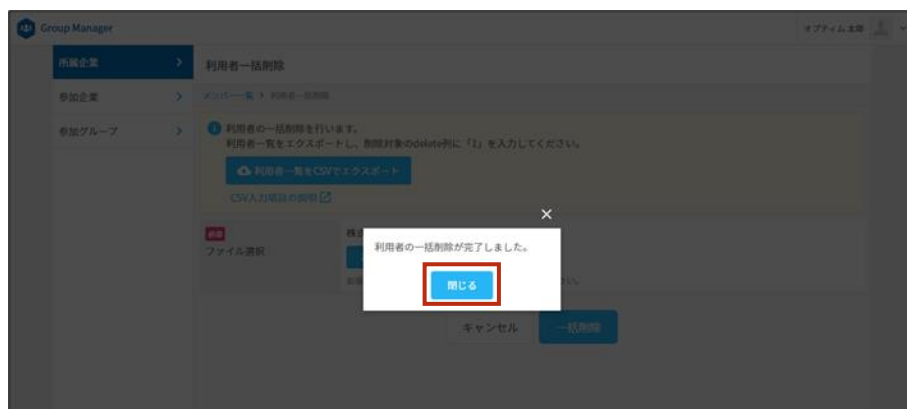 Group Manager
オプティム 太郎
所属企業
利用者一括削除
参加企業
メンバー一覧 > 利用者一括削除
参加グループ
利用者の一括削除を行います。
利用者一覧をエクスポートし、削除対象のdelete列に「1」を入力してください。
利用者一覧をCSVでエクスポート
CSV入力項目の説明
必須
ファイル選択
株式
利用者の一括削除が完了しました。
閉じる
さい。
キャンセル
一括削除